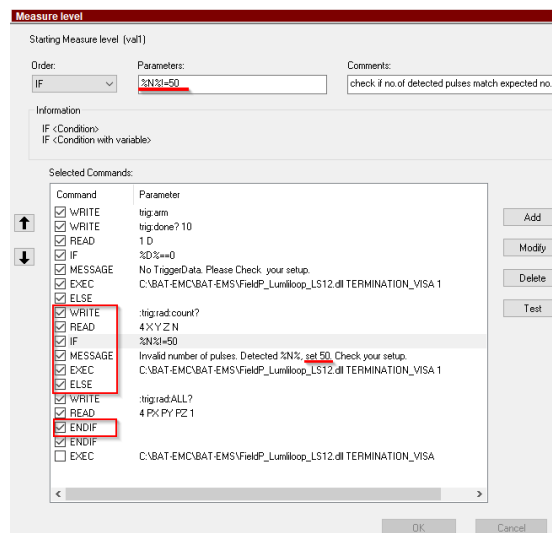 Measure level
Starting Measure level (val1)
Order: Parameters: Comments:
IF %N%!=50 check if no.of detected pulses match expected no.
Information
IF <Condition>
IF <Condition with variable>
Selected Commands:
Command Parameter
WRITE trig:arm
WRITE trig:done? 10
READ 1 D
IF %D%==0
MESSAGE No TriggerData. Please Check your setup.
EXEC C:\BAT-EMC\BAT-EMS\FieldP_Lumiloop_LS12.dll TERMINATION_VISA 1
ELSE
WRITE :trig:rad:count?
READ 4 X Y Z N
IF %N%!=50
MESSAGE Invalid number of pulses. Detected %N%, set 50. Check your setup.
EXEC C:\BAT-EMC\BAT-EMS\FieldP_Lumiloop_LS12.dll TERMINATION_VISA 1
ELSE
WRITE :trig:rad:ALL?
READ 4 PX PY PZ 1
ENDIF
ENDIF
EXEC C:\BAT-EMC\BAT-EMS\FieldP_Lumiloop_LS12.dll TERMINATION_VISA
Add
Modify
Delete
Test
OK Cancel